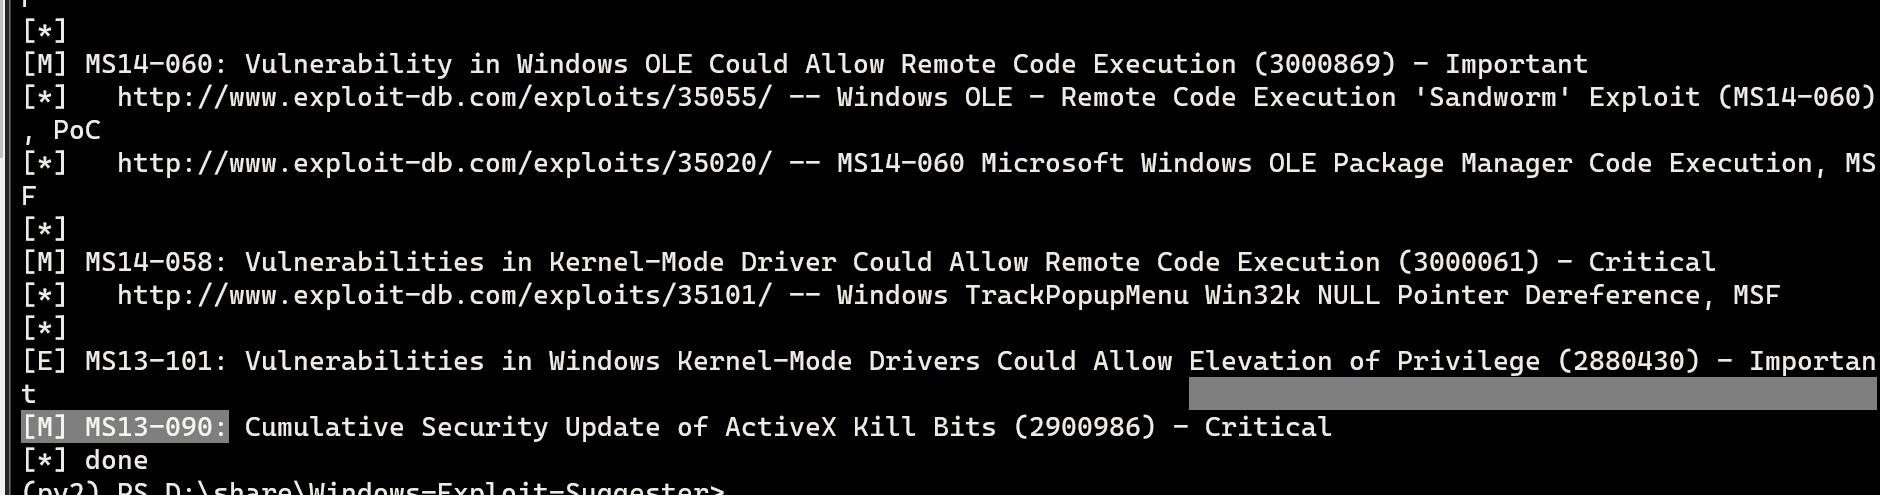 [*]
[M] MS14-060: Vulnerability in Windows OLE Could Allow Remote Code Execution (3000869) - Important
[*]   http://www.exploit-db.com/exploits/35055/ -- Windows OLE - Remote Code Execution 'Sandworm' Exploit (MS14-060)
, PoC
[*]   http://www.exploit-db.com/exploits/35020/ -- MS14-060 Microsoft Windows OLE Package Manager Code Execution, MS
F
[*]
[M] MS14-058: Vulnerabilities in Kernel-Mode Driver Could Allow Remote Code Execution (3000061) - Critical
[*]   http://www.exploit-db.com/exploits/35101/ -- Windows TrackPopupMenu Win32k NULL Pointer Dereference, MSF
[*]
[E] MS13-101: Vulnerabilities in Windows Kernel-Mode Drivers Could Allow Elevation of Privilege (2880430) - Importan
t
[M] MS13-090: Cumulative Security Update of ActiveX Kill Bits (2900986) - Critical
[*] done
(py2) PS D:\share\Windows-Exploit-Suggester>